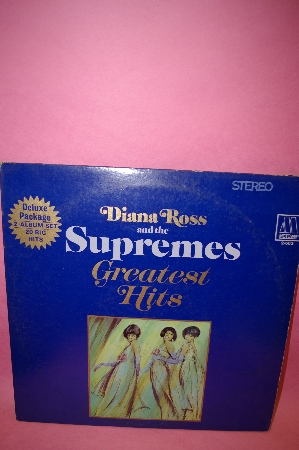 STEREO
Deluxe
Package
2 ALBUM SET
20 BIG
HITS
Diana Ross
and the
Supremes
Greatest
Hits